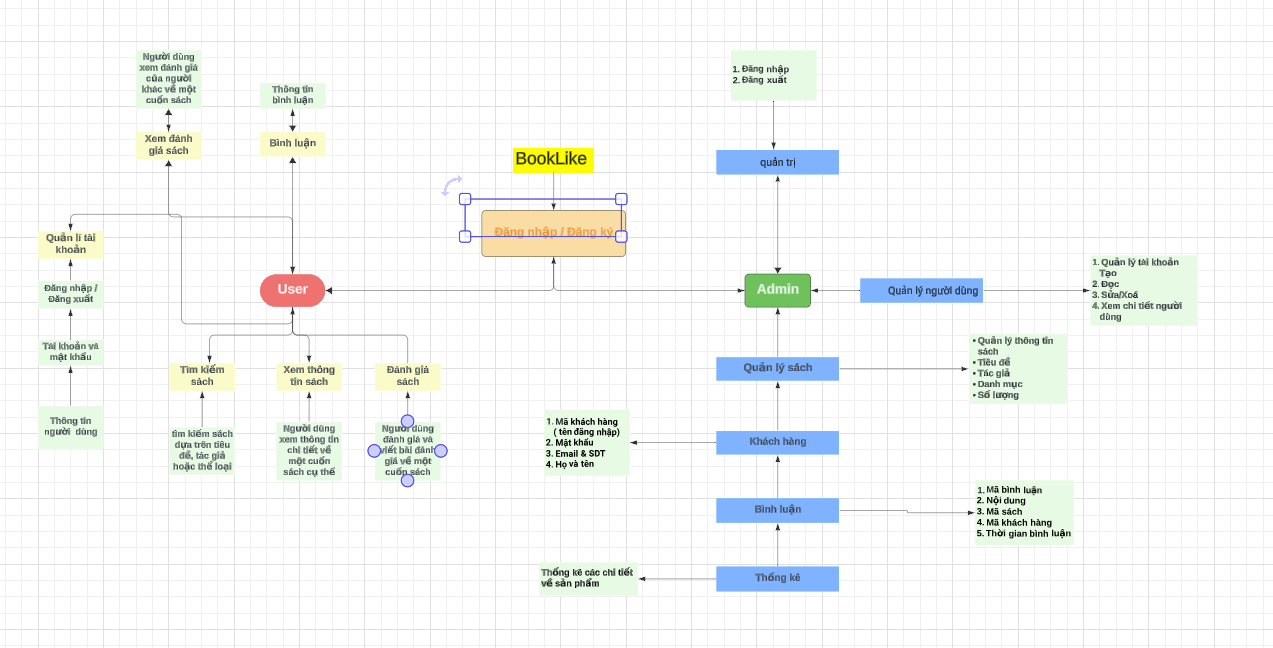 Người dùng
xem đánh giá
của người
khác về một
cuốn sách
Thông tin
bình luận
Xem đánh
giá sách
Bình luận
BookLike
Đăng nhập / Đăng ký
1. Đăng nhập
2. Đăng xuất
quản trị
Quản lí tài
khoản
Đăng nhập /
Đăng xuất
Tài khoản và
mật khẩu
Thông tin
người dùng
User
Admin
Quản lý người dùng
1. Quản lý tài khoản
Tạo
2. Đọc
3. Sửa/Xoá
4. Xem chi tiết người
dùng
Tìm kiếm
sách
Xem thông
tin sách
Đánh giá
sách
tìm kiếm sách
dựa trên tiêu
đề, tác giả
hoặc thể loại
Người dùng
xem thông tin
chi tiết về
một cuốn
sách cụ thể
Người dùng
đánh giá và
viết bài đánh
giá về một
cuốn sách
Quản lý sách
• Quản lý thông tin
sách
• Tiêu đề
• Tác giả
• Danh mục
• Số lượng
Khách hàng
1. Mã khách hàng
( tên đăng nhập)
2. Mật khẩu
3. Email & SDT
4. Họ và tên
Bình luận
1. Mã bình luận
2. Nội dung
3. Mã sách
4. Mã khách hàng
5. Thời gian bình luận
Thống kê
Thống kê các chi tiết
về sản phẩm